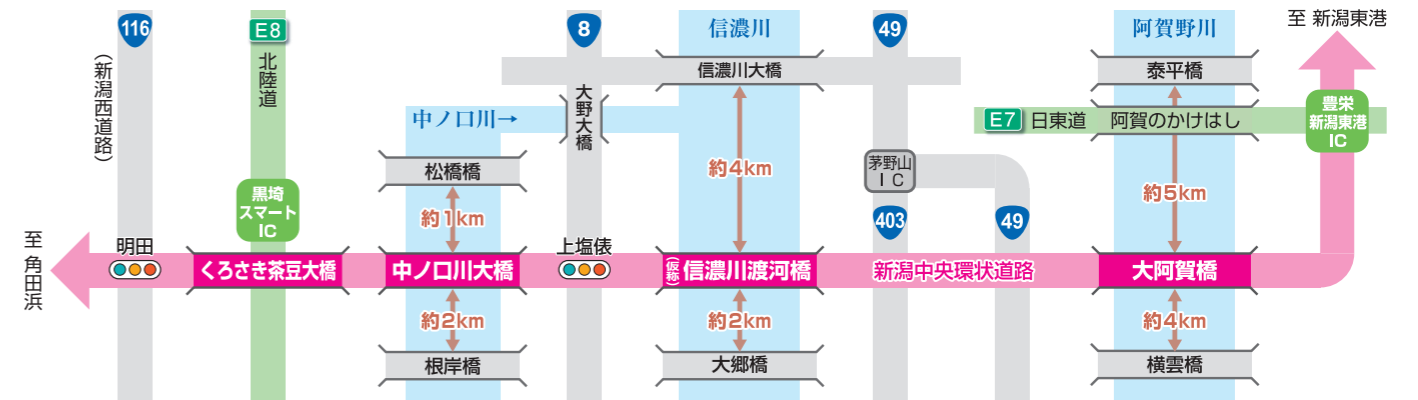 116
E8
8
信濃川
49
阿賀野川
至 新潟東港
(新潟西道路)
北陸道
信濃川大橋
泰平橋
大野大橋
中ノ口川→
E7 日東道 阿賀のかけはし
豊栄
新潟東港
IC
松橋橋
約4km
茅野山
IC
約5km
黒埼
スマート
IC
約1km
403
49
至 角田浜
明田
上塩俵
くろさき茶豆大橋
中ノ口川大橋
(仮称)信濃川渡河橋
新潟中央環状道路
大阿賀橋
約2km
約2km
約4km
根岸橋
大郷橋
横雲橋